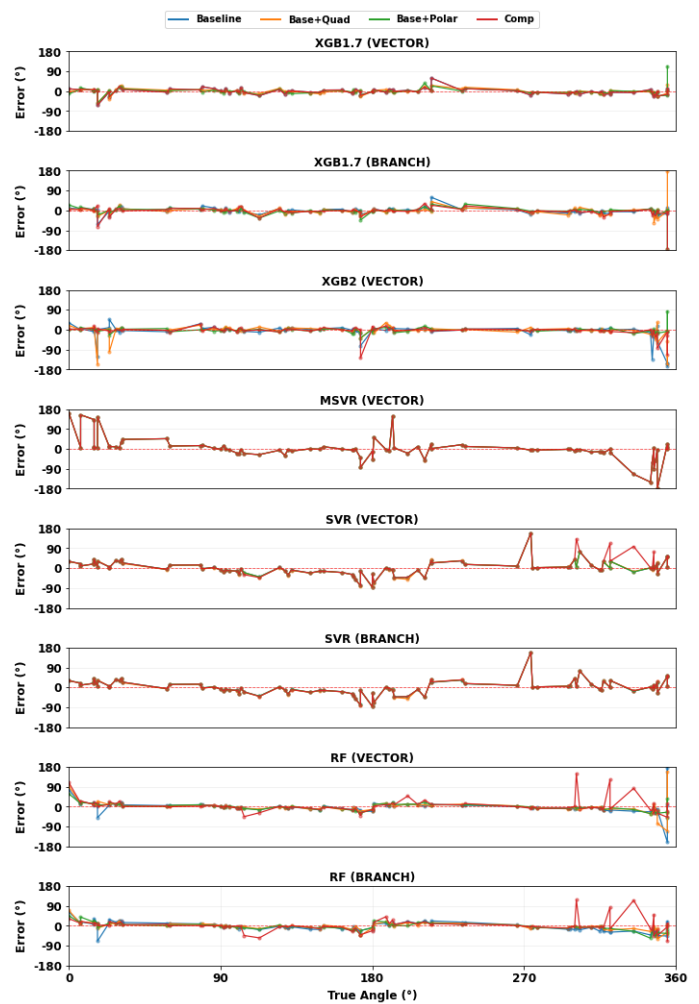 Baseline Base+Quad Base+Polar Comp
XGB1.7 (VECTOR)
180
90
0
-90
-180
Error (°)
XGB1.7 (BRANCH)
180
90
0
-90
-180
Error (°)
XGB2 (VECTOR)
180
90
0
-90
-180
Error (°)
MSVR (VECTOR)
180
90
0
-90
-180
Error (°)
SVR (VECTOR)
180
90
0
-90
-180
Error (°)
SVR (BRANCH)
180
90
0
-90
-180
Error (°)
RF (VECTOR)
180
90
0
-90
-180
Error (°)
RF (BRANCH)
180
90
0
-90
-180
Error (°)
0 90 180 270 360
True Angle (°)